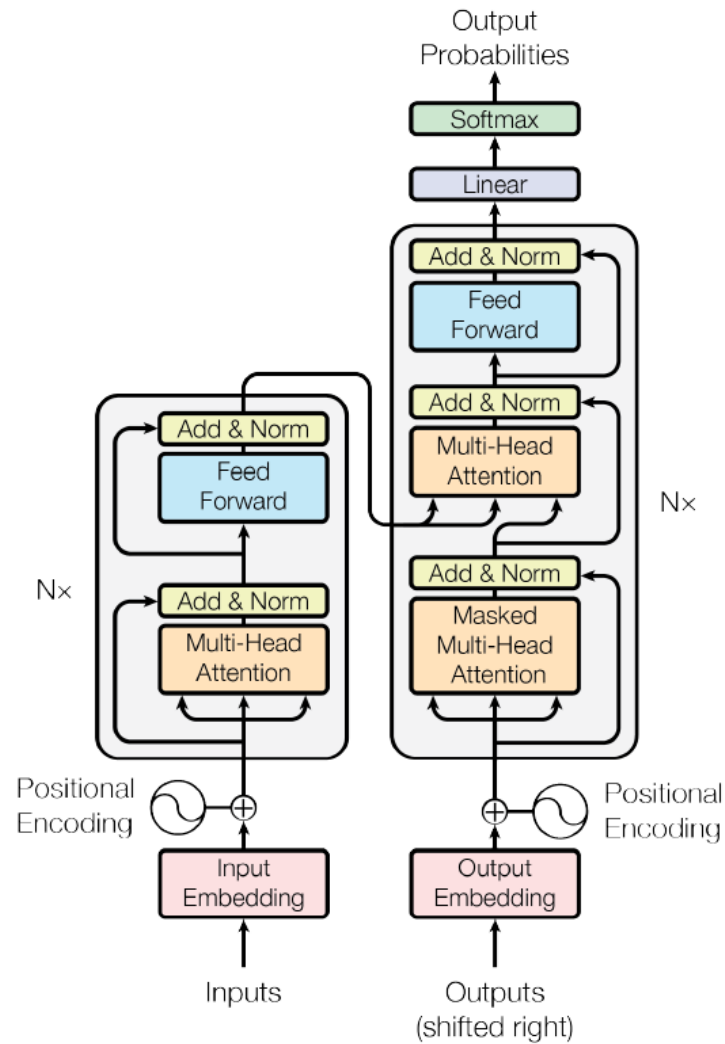 Output
Probabilities
Softmax
Linear
Add & Norm
Feed
Forward
Add & Norm
Multi-Head
Attention
Add & Norm
Masked
Multi-Head
Attention
Nx
Add & Norm
Feed
Forward
Add & Norm
Multi-Head
Attention
Nx
Positional
Encoding
Positional
Encoding
Input
Embedding
Output
Embedding
Inputs
Outputs
(shifted right)